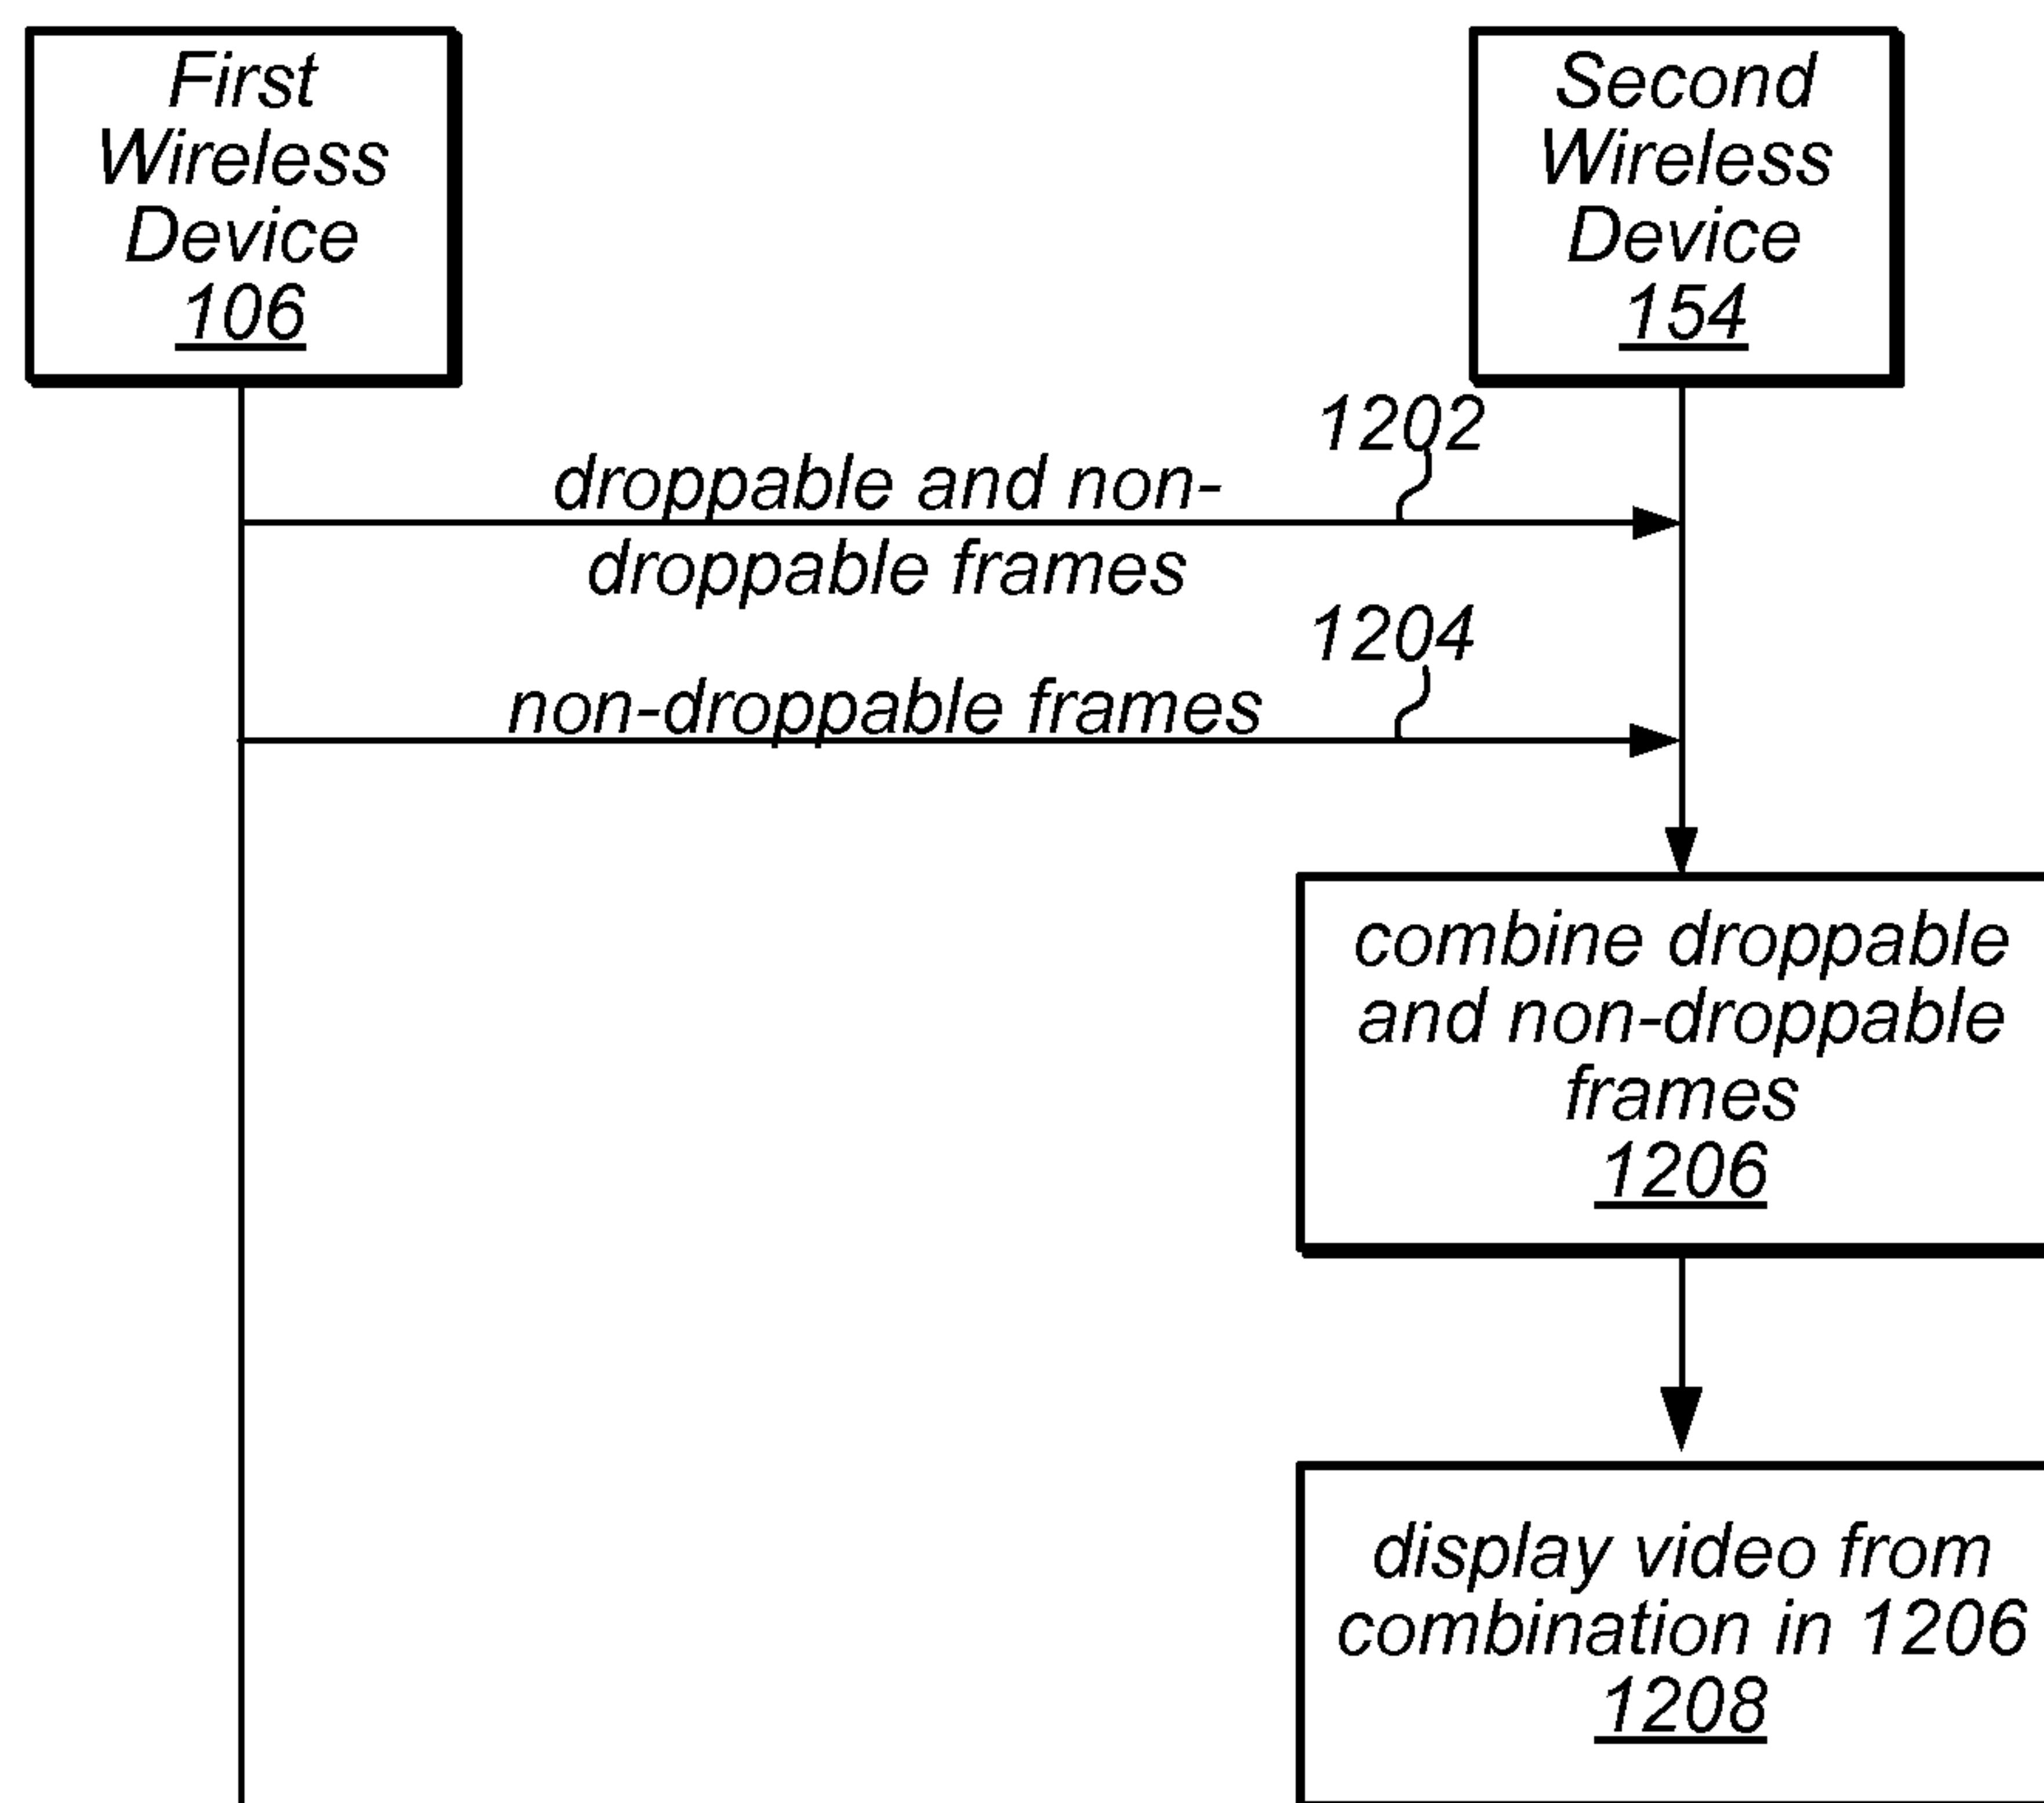 First
Wireless
Device
106
Second
Wireless
Device
154
1202
droppable and non-
droppable frames
1204
non-droppable frames
combine droppable
and non-droppable
frames
1206
display video from
combination in 1206
1208